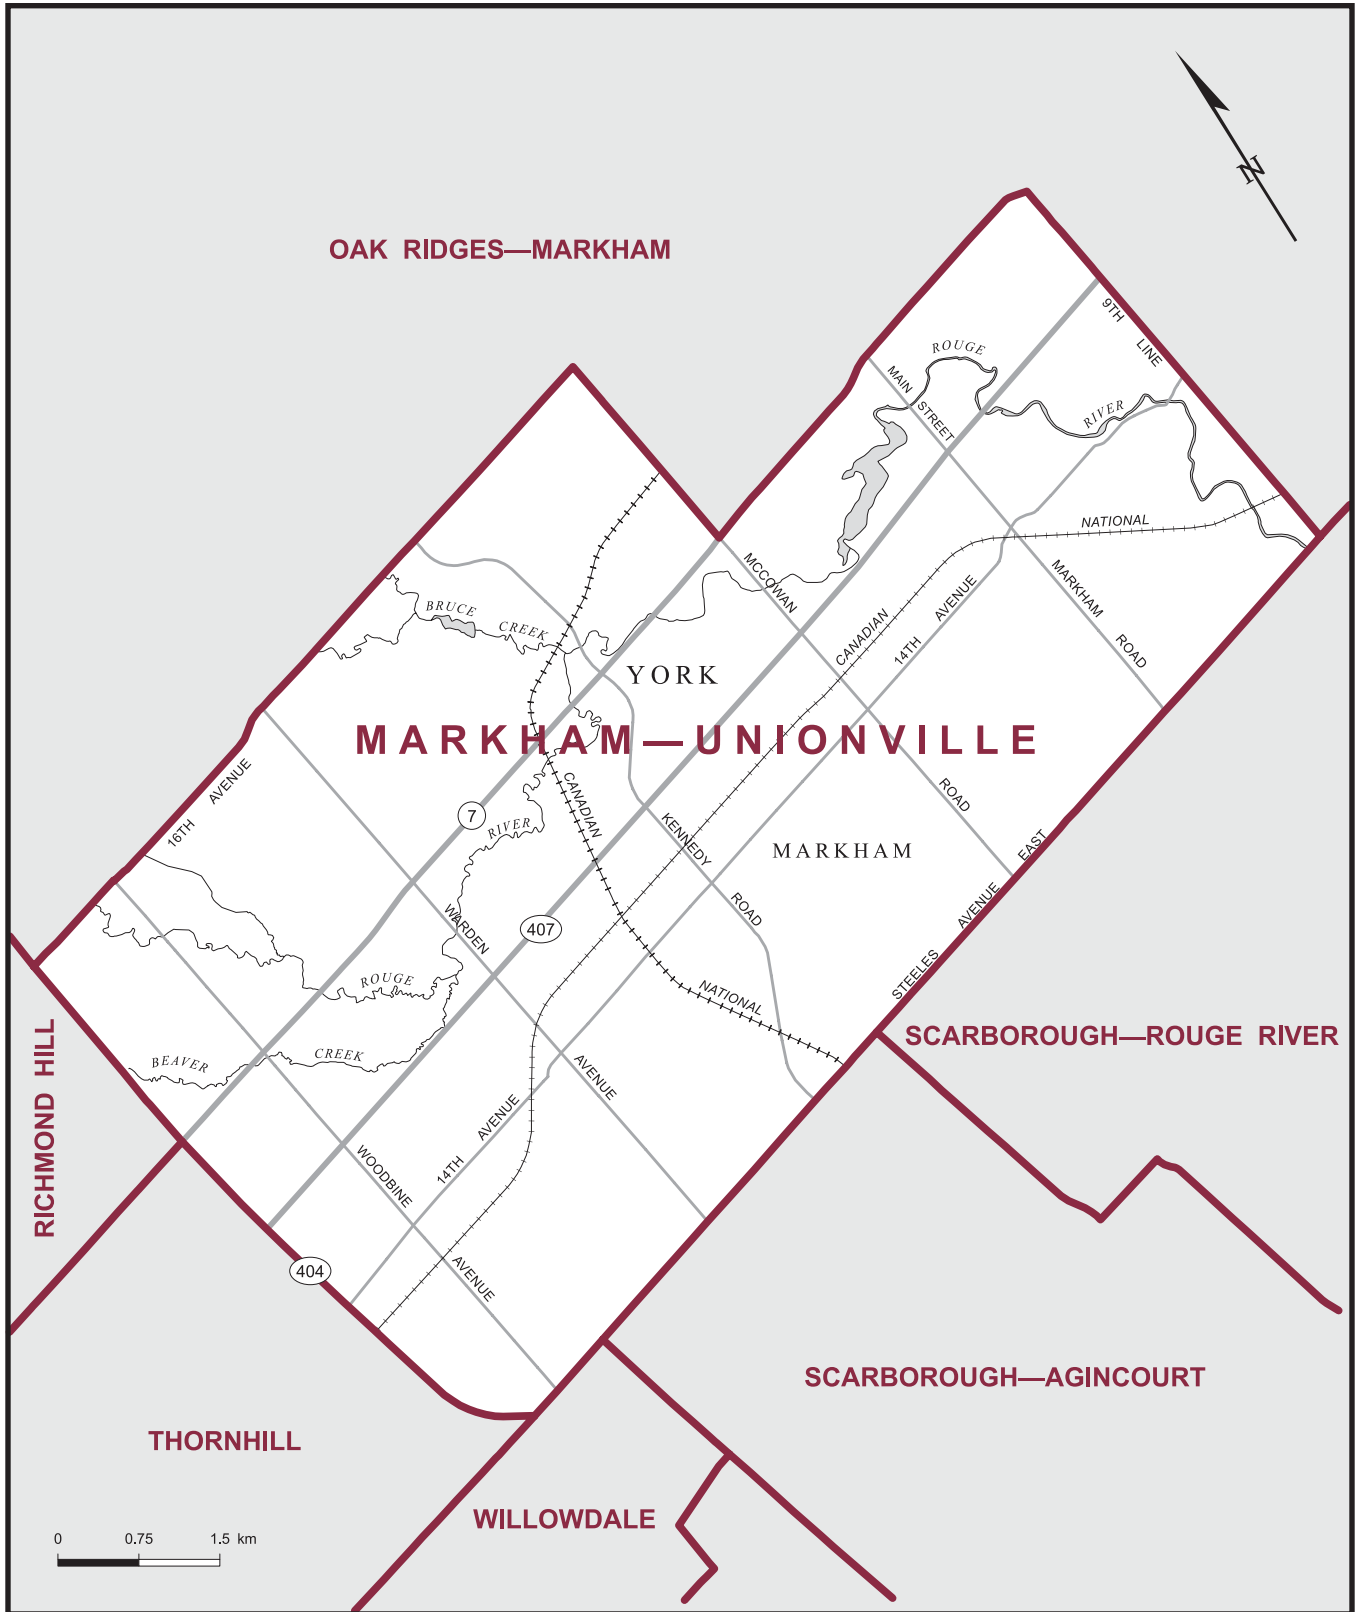 N
OAK RIDGES—MARKHAM
9TH
LINE
ROUGE
RIVER
MAIN
STREET
NATIONAL
MCCOWAN
MARKHAM
ROAD
BRUCE
CREEK
CANADIAN
14TH
AVENUE
YORK
MARKHAM—UNIONVILLE
16TH
AVENUE
7
RIVER
CANADIAN
KENNEDY
ROAD
ROAD
MARKHAM
STEELES
AVENUE
EAST
WARDEN
407
ROUGE
NATIONAL
BEAVER
CREEK
AVENUE
SCARBOROUGH—ROUGE RIVER
RICHMOND HILL
14TH
AVENUE
WOODBINE
AVENUE
404
SCARBOROUGH—AGINCOURT
THORNHILL
WILLOWDALE
0 0.75 1.5 km